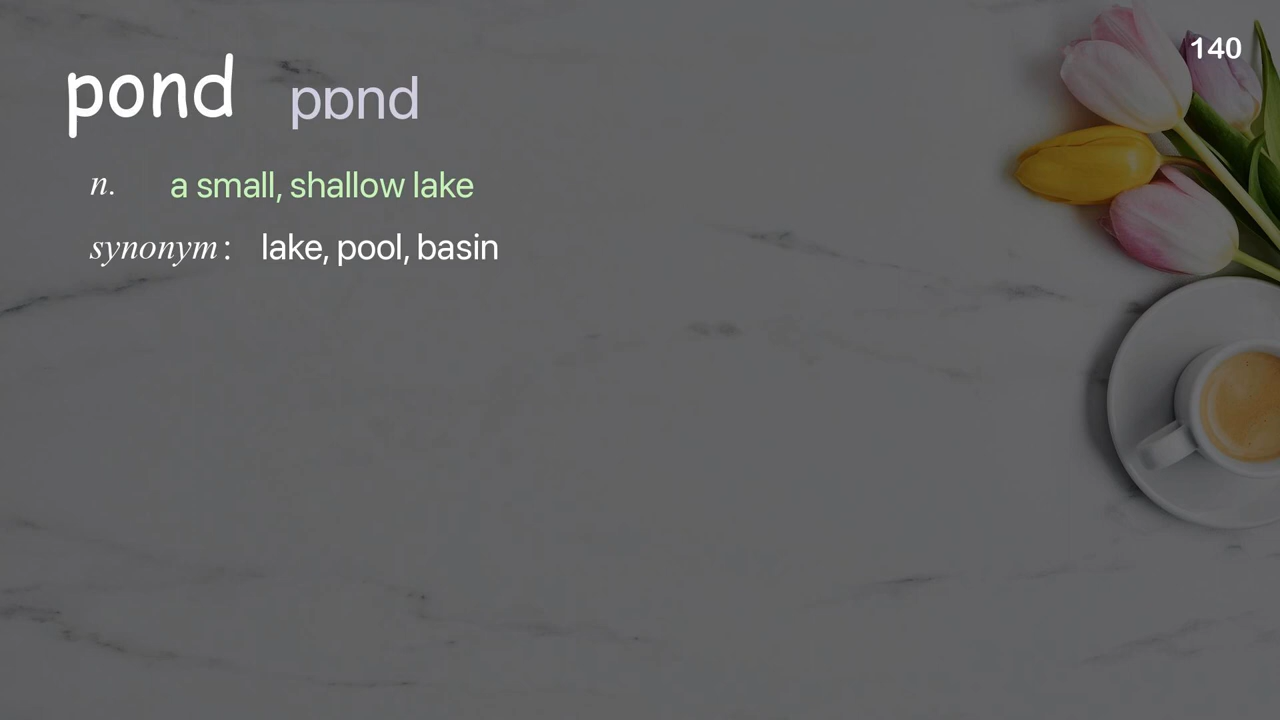 140
pond pɒnd
n. a small, shallow lake
synonym: lake, pool, basin